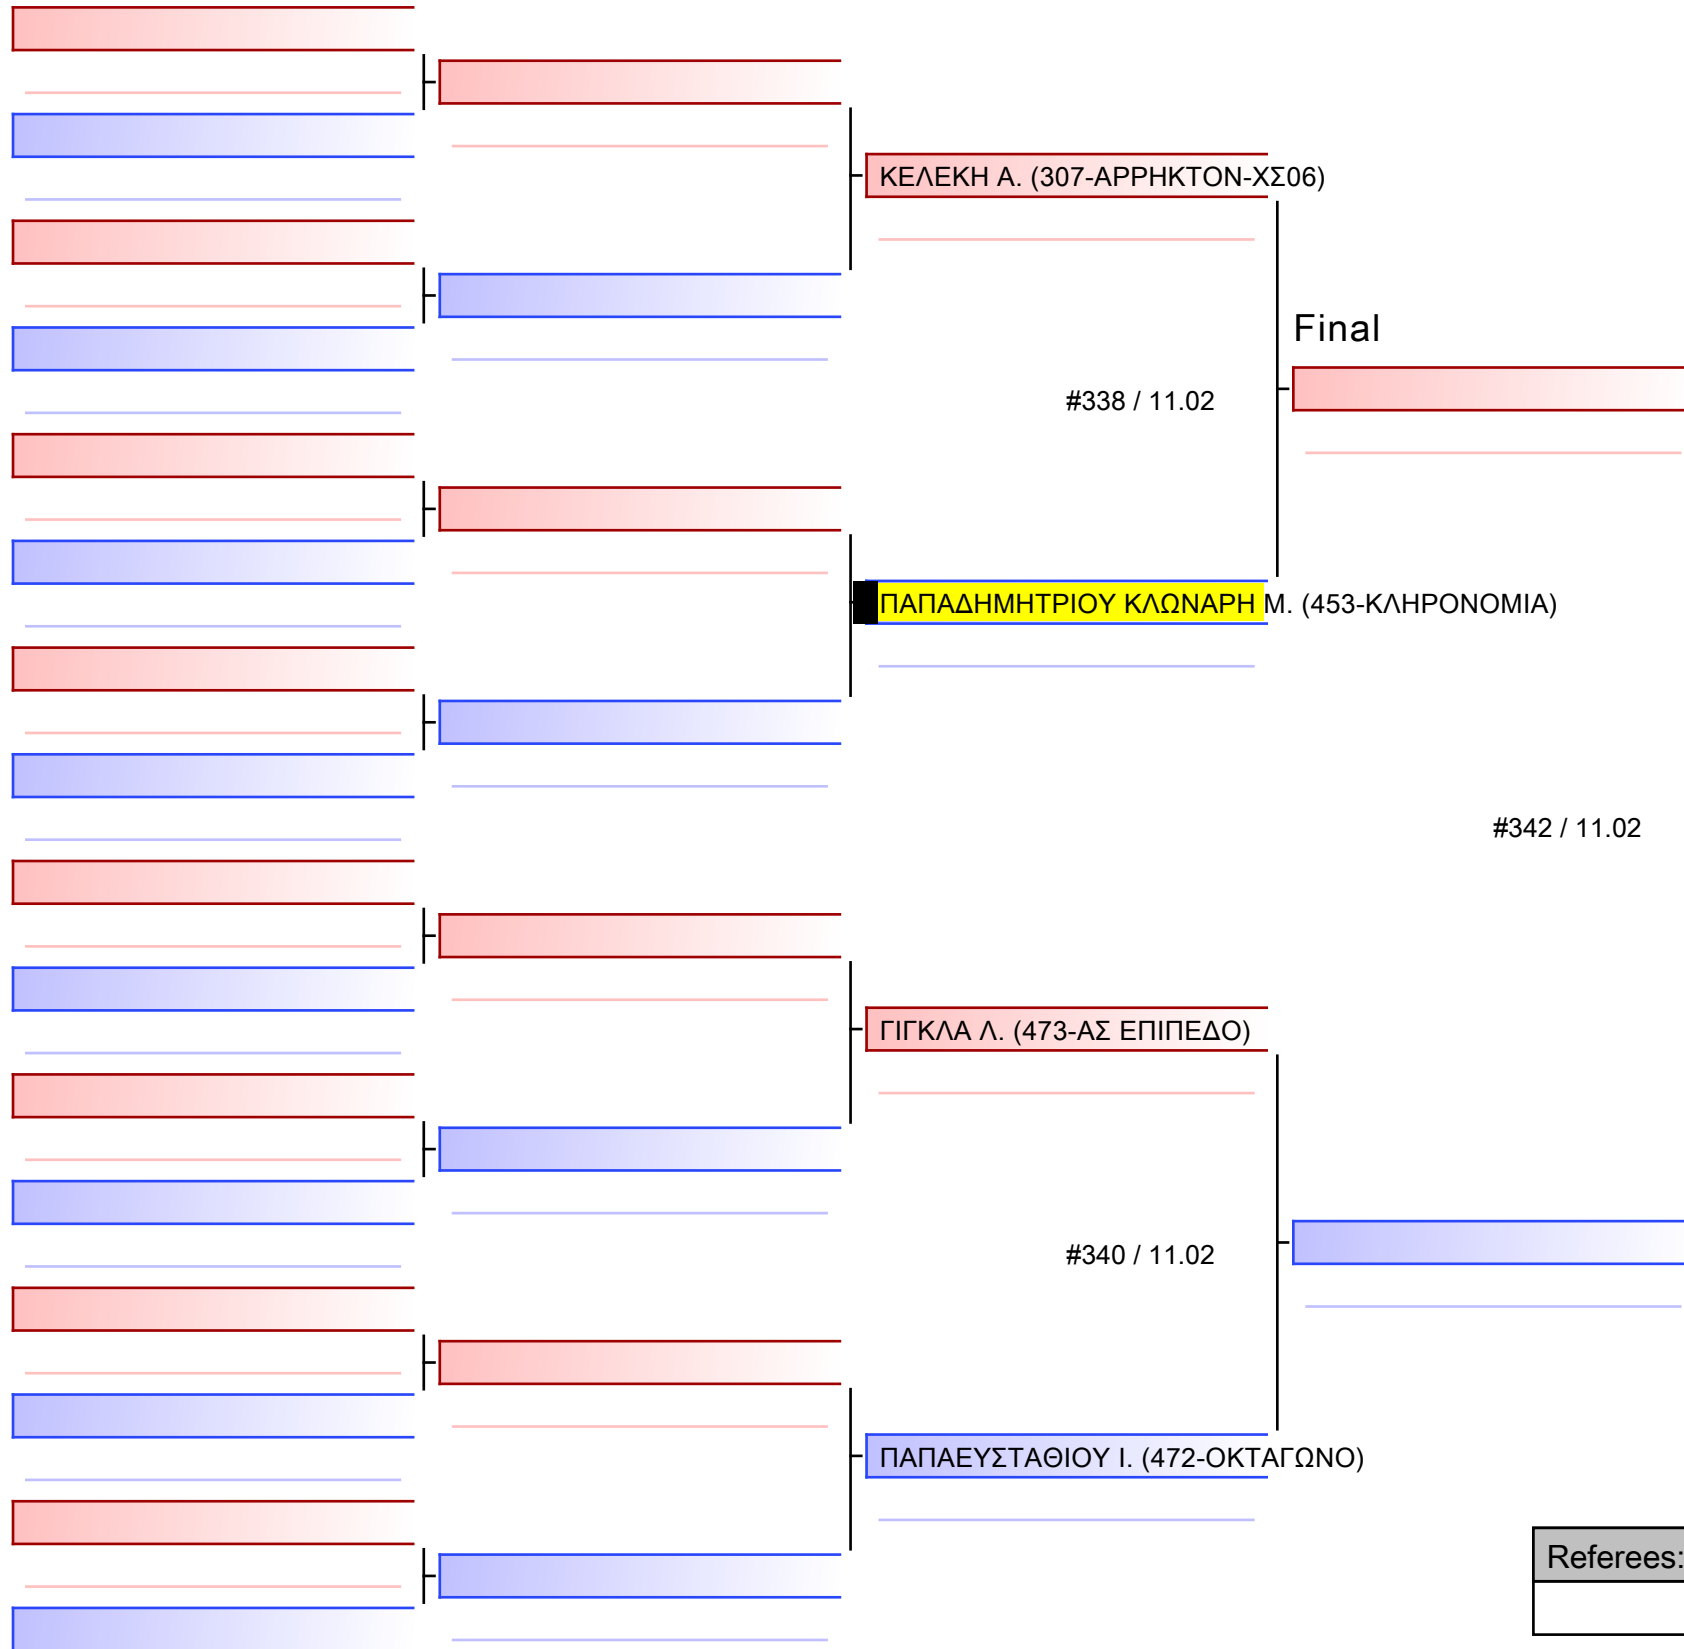 ΚΕΛΕΚΗ Α. (307-ΑΡΡΗΚΤΟΝ-ΧΣ06)
Final
#338 / 11.02
ΠΑΠΑΔΗΜΗΤΡΙΟΥ ΚΛΩΝΑΡΗ Μ. (453-ΚΛΗΡΟΝΟΜΙΑ)
#342 / 11.02
ΓΙΓΚΛΑ Λ. (473-ΑΣ ΕΠΙΠΕΔΟ)
#340 / 11.02
ΠΑΠΑΕΥΣΤΑΘΙΟΥ Ι. (472-ΟΚΤΑΓΩΝΟ)
Referees: